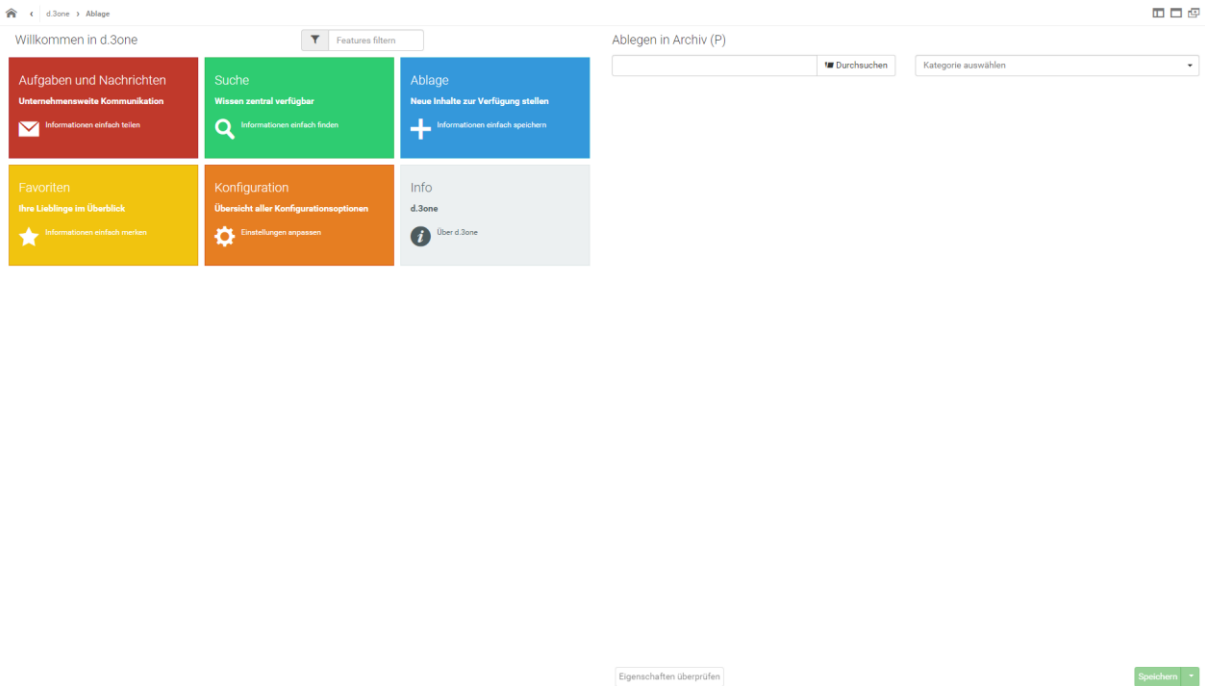 d.3one Ablage
Willkommen in d.3one
Features filtern
Aufgaben und Nachrichten
Unternehmensweite Kommunikation
Informationen einfach teilen
Suche
Wissen zentral verfügbar
Informationen einfach finden
Ablage
Neue Inhalte zur Verfügung stellen
Informationen einfach speichern
Favoriten
Ihre Lieblinge im Überblick
Informationen einfach merken
Konfiguration
Übersicht aller Konfigurationsoptionen
Einstellungen anpassen
Info
d.3one
Über d.3one
Ablegen in Archiv (P)
Durchsuchen
Kategorie auswählen
Eigenschaften überprüfen
Speichern